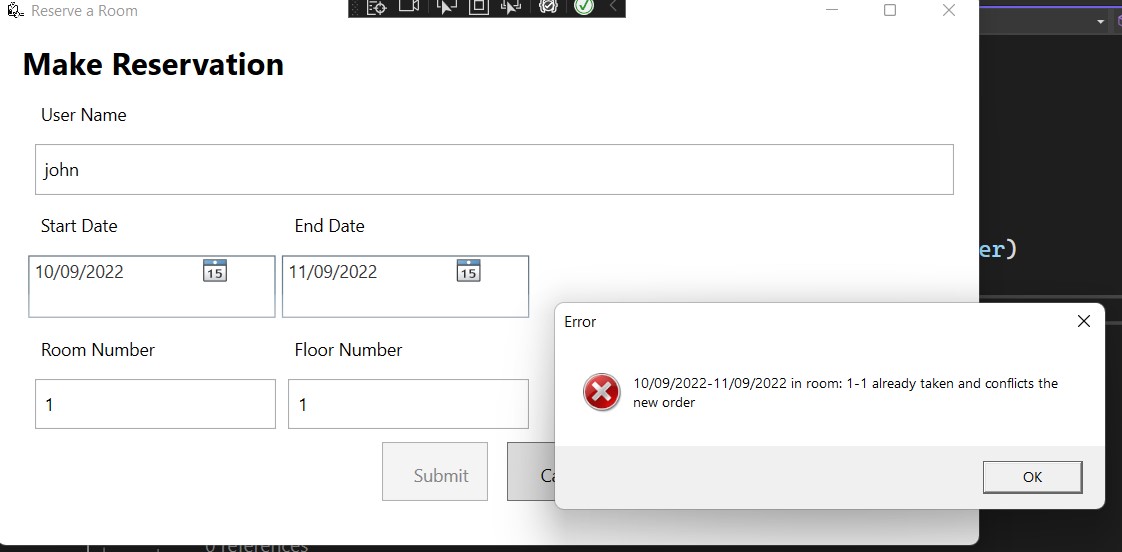 Reserve a Room
Make Reservation
User Name
john
Start Date
End Date
10/09/2022
15
11/09/2022
15
er)
Error
10/09/2022-11/09/2022 in room: 1-1 already taken and conflicts the
new order
Room Number
Floor Number
1
1
Submit
Ca
OK
0 references